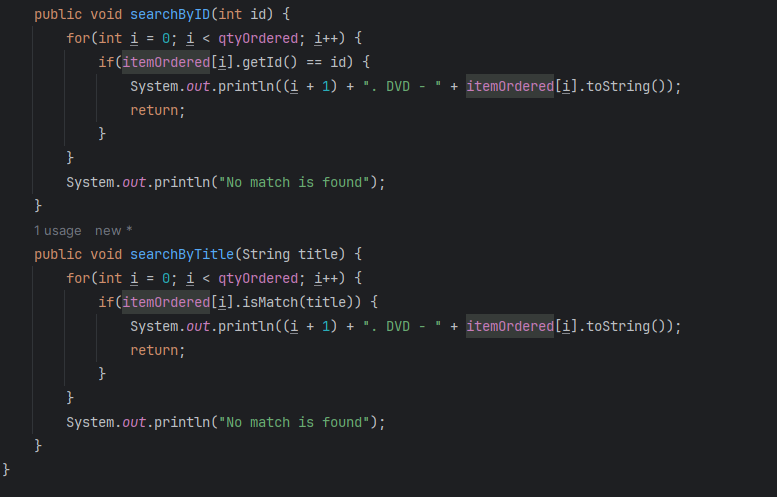 public void searchByID(int id) {
for(int i = 0; i < qtyOrdered; i++) {
if(itemOrdered[i].getId() == id) {
System.out.println((i + 1) + ". DVD - " + itemOrdered[i].toString());
return;
}
}
System.out.println("No match is found");
}
1 usage new *
public void searchByTitle(String title) {
for(int i = 0; i < qtyOrdered; i++) {
if(itemOrdered[i].isMatch(title)) {
System.out.println((i + 1) + ". DVD - " + itemOrdered[i].toString());
return;
}
}
System.out.println("No match is found");
}
}